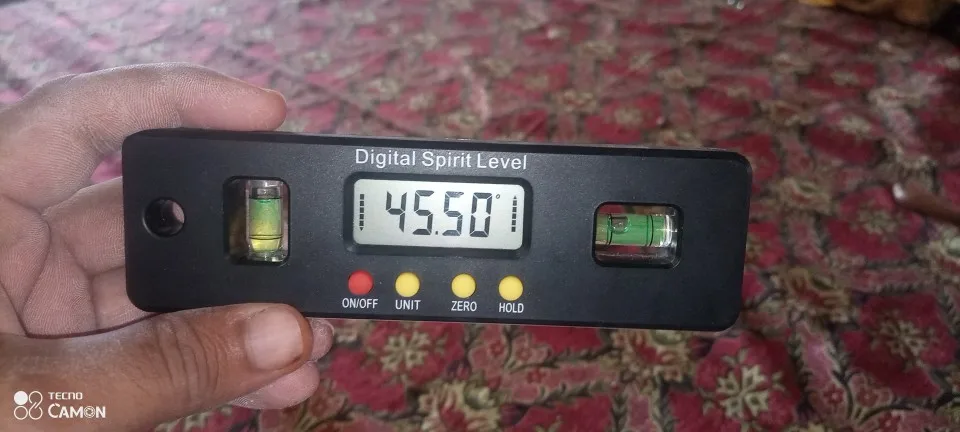 Digital Spirit Level
45.50°
ON/OFF UNIT ZERO HOLD
TECNO
CAMON